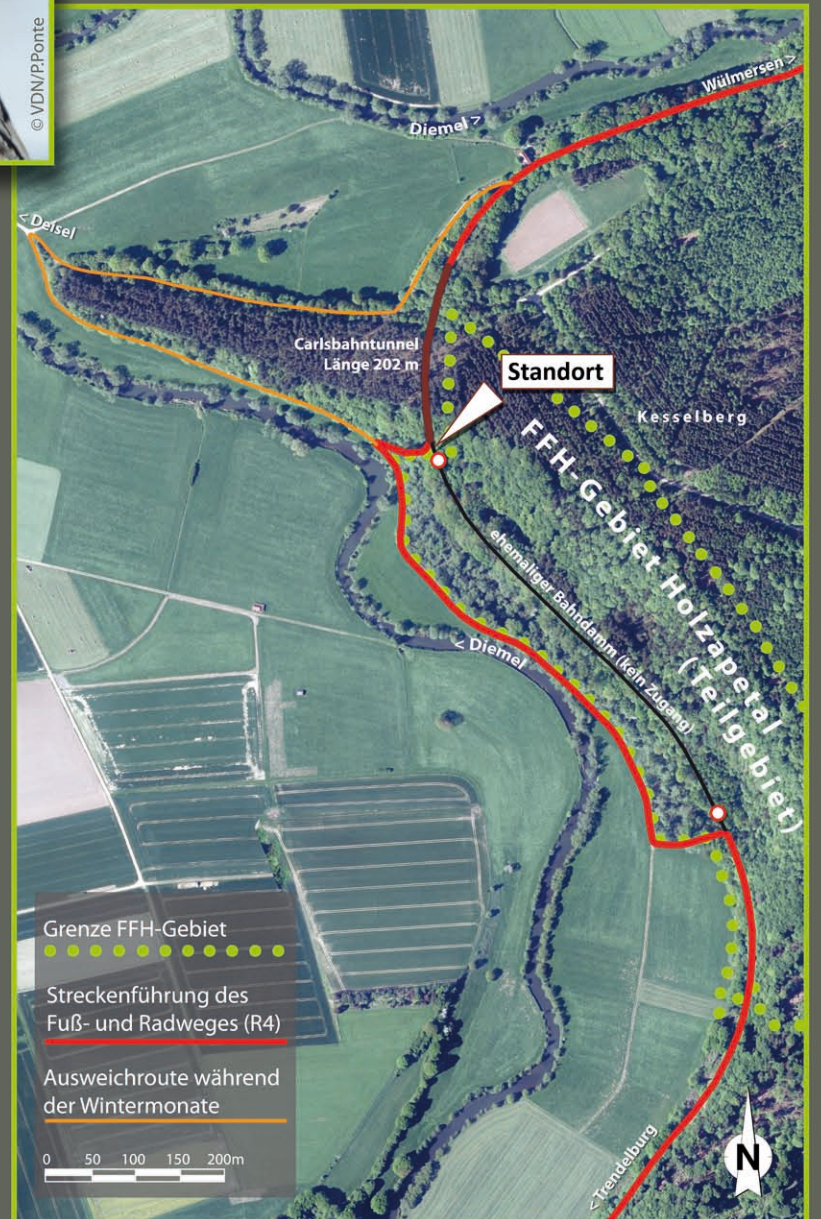 © VDN/P.Ponte
Wülmersen >
Diemel >
< Deisel
Carlsbahntunnel
Länge 202 m
Standort
Kesselberg
FFH-Gebiet Holzapetal
(Teilgebiet)
ehemaliger Bahndamm (kein Zugang)
< Diemel
Grenze FFH-Gebiet
Streckenführung des
Fuß- und Radweges (R4)
Ausweichroute während
der Wintermonate
0 50 100 150 200m
< Trendelburg
N